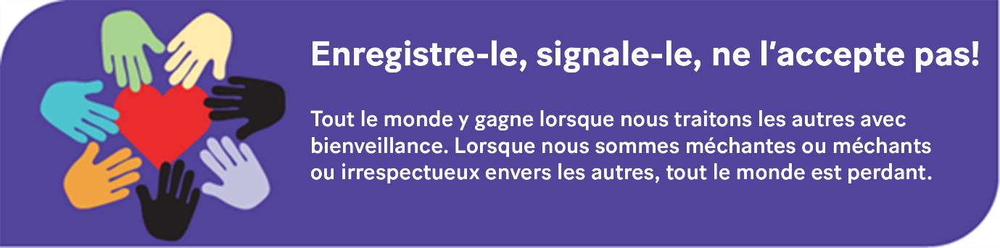 Enregistre-le, signale-le, ne l’accepte pas!
Tout le monde y gagne lorsque nous traitons les autres avec
bienveillance. Lorsque nous sommes méchantes ou méchants
ou irrespectueux envers les autres, tout le monde est perdant.